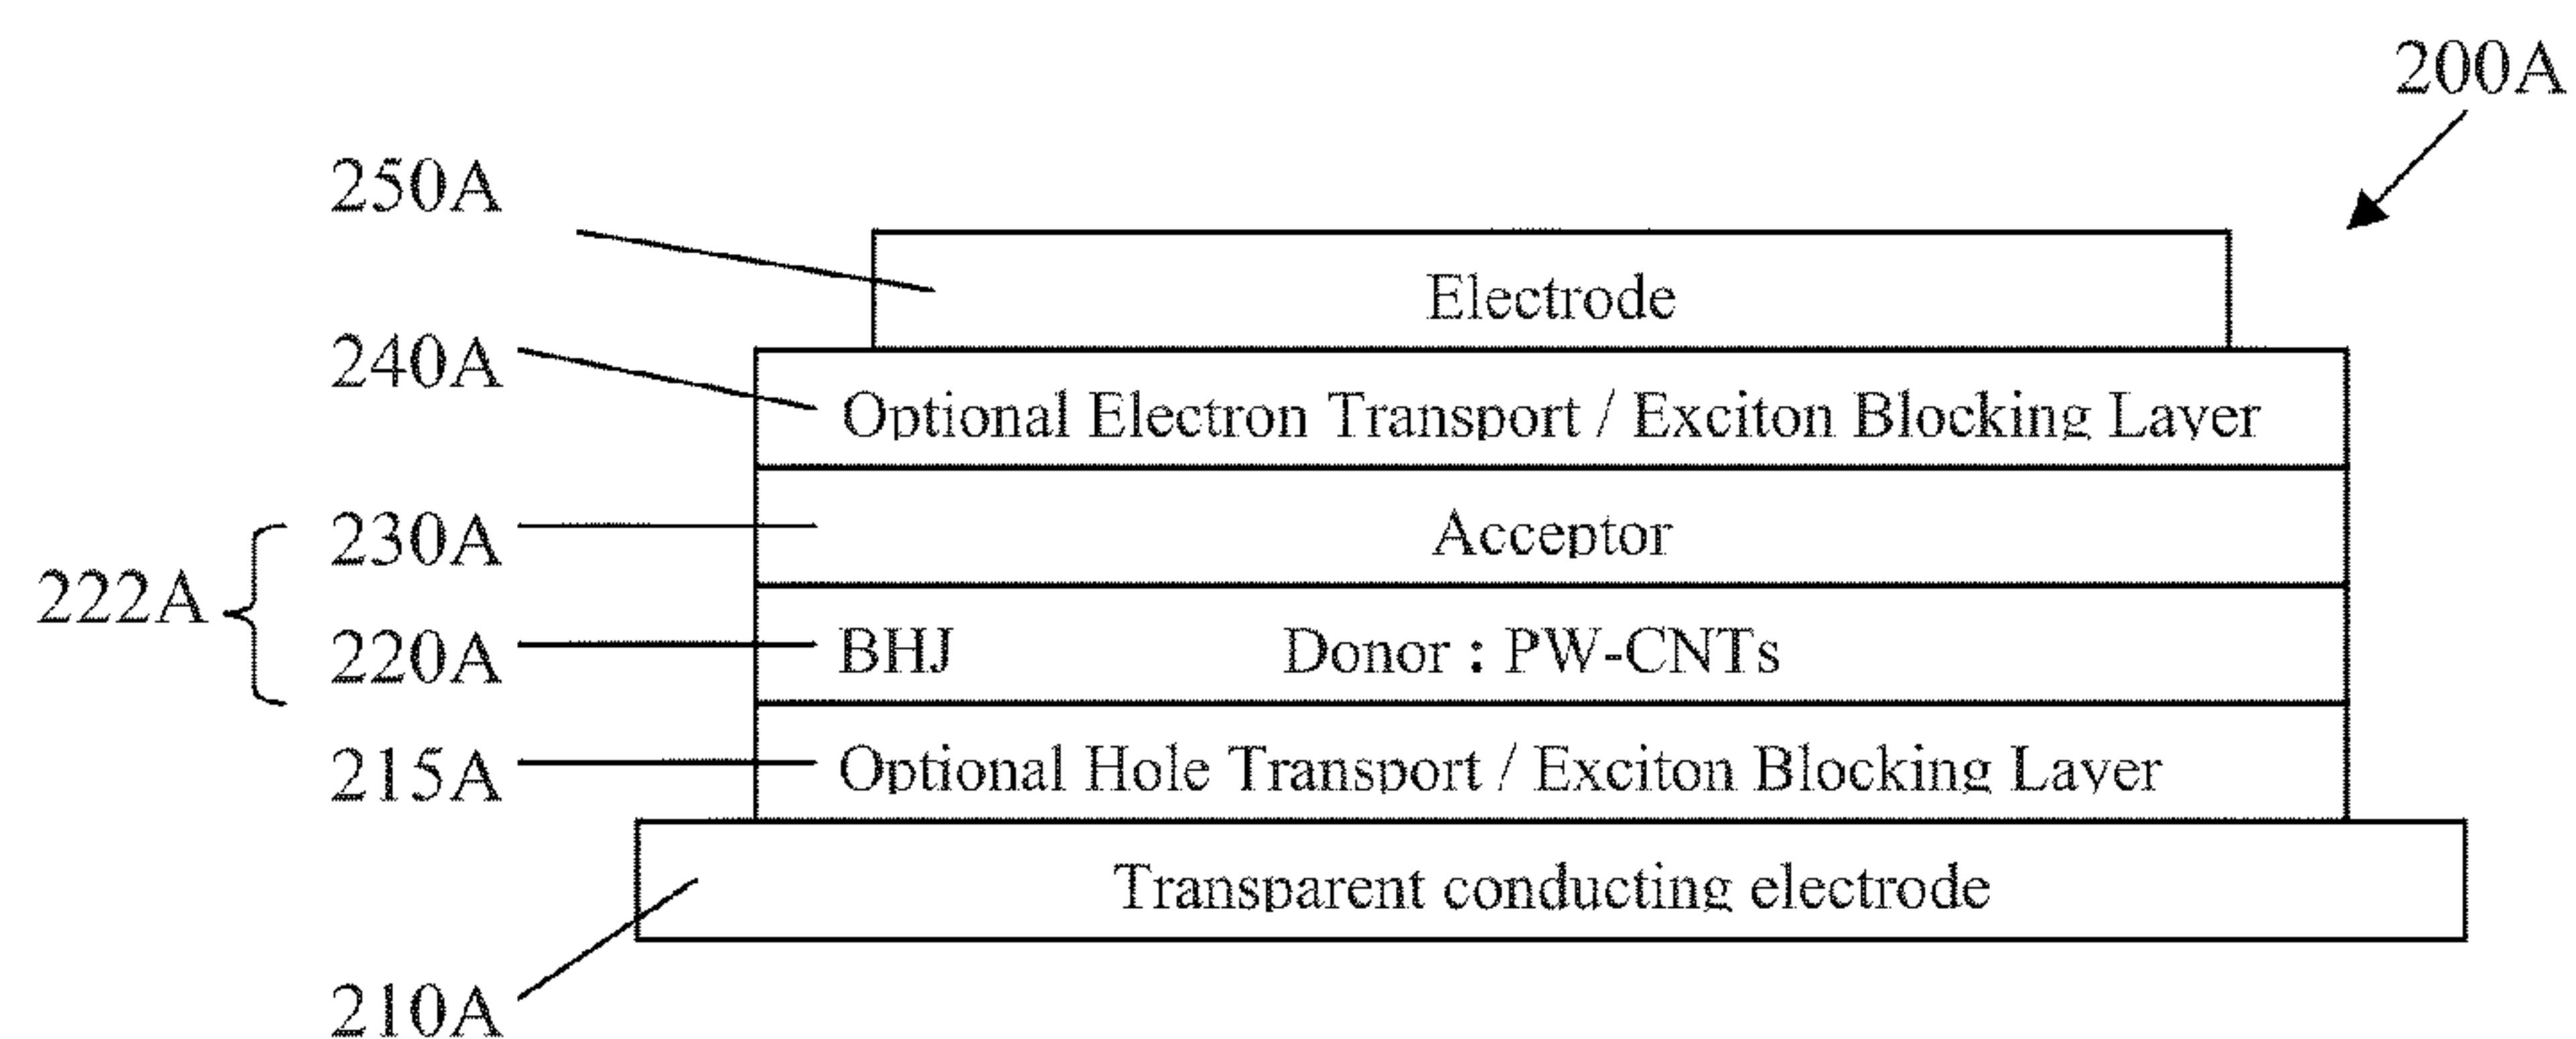 200A
250A
Electrode
240A
Optional Electron Transport / Exciton Blocking Layer
230A
Acceptor
222A
220A
BHJ Donor : PW-CNTs
215A
Optional Hole Transport / Exciton Blocking Layer
Transparent conducting electrode
210A